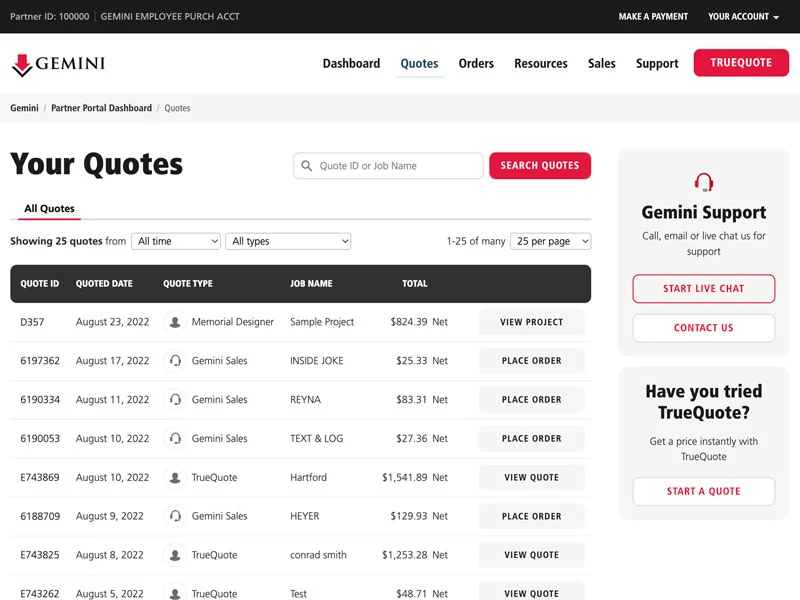 Partner ID: 100000 GEMINI EMPLOYEE PURCH ACCT MAKE A PAYMENT YOUR ACCOUNT
GEMINI Dashboard Quotes Orders Resources Sales Support TRUEQUOTE
Gemini / Partner Portal Dashboard / Quotes
Your Quotes Quote ID or Job Name SEARCH QUOTES
All Quotes
Showing 25 quotes from All time All types 1-25 of many 25 per page
QUOTE ID QUOTED DATE QUOTE TYPE JOB NAME TOTAL
D357 August 23, 2022 Memorial Designer Sample Project $824.39 Net VIEW PROJECT
6197362 August 17, 2022 Gemini Sales INSIDE JOKE $25.33 Net PLACE ORDER
6190334 August 11, 2022 Gemini Sales REYNA $83.31 Net PLACE ORDER
6190053 August 10, 2022 Gemini Sales TEXT & LOG $27.36 Net PLACE ORDER
E743869 August 10, 2022 TrueQuote Hartford $1,541.89 Net VIEW QUOTE
6188709 August 9, 2022 Gemini Sales HEYER $129.93 Net PLACE ORDER
E743825 August 8, 2022 TrueQuote conrad smith $1,253.28 Net VIEW QUOTE
E743262 August 5, 2022 TrueQuote Test $48.71 Net VIEW QUOTE
Gemini Support
Call, email or live chat us for
support
START LIVE CHAT
CONTACT US
Have you tried
TrueQuote?
Get a price instantly with
TrueQuote
START A QUOTE